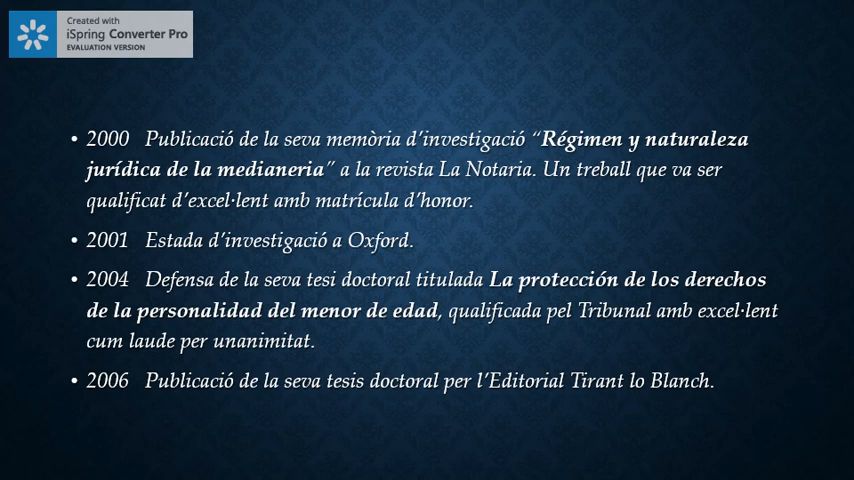 Created with
iSpring Converter Pro
EVALUATION VERSION
• 2000 Publicació de la seva memòria d'investigació “Régimen y naturaleza
jurídica de la medianeria” a la revista La Notaria. Un treball que va ser
qualificat d'excel·lent amb matrícula d'honor.
• 2001 Estada d'investigació a Oxford.
• 2004 Defensa de la seva tesi doctoral titulada La protección de los derechos
de la personalidad del menor de edad, qualificada pel Tribunal amb excel·lent
cum laude per unanimitat.
• 2006 Publicació de la seva tesis doctoral per l'Editorial Tirant lo Blanch.